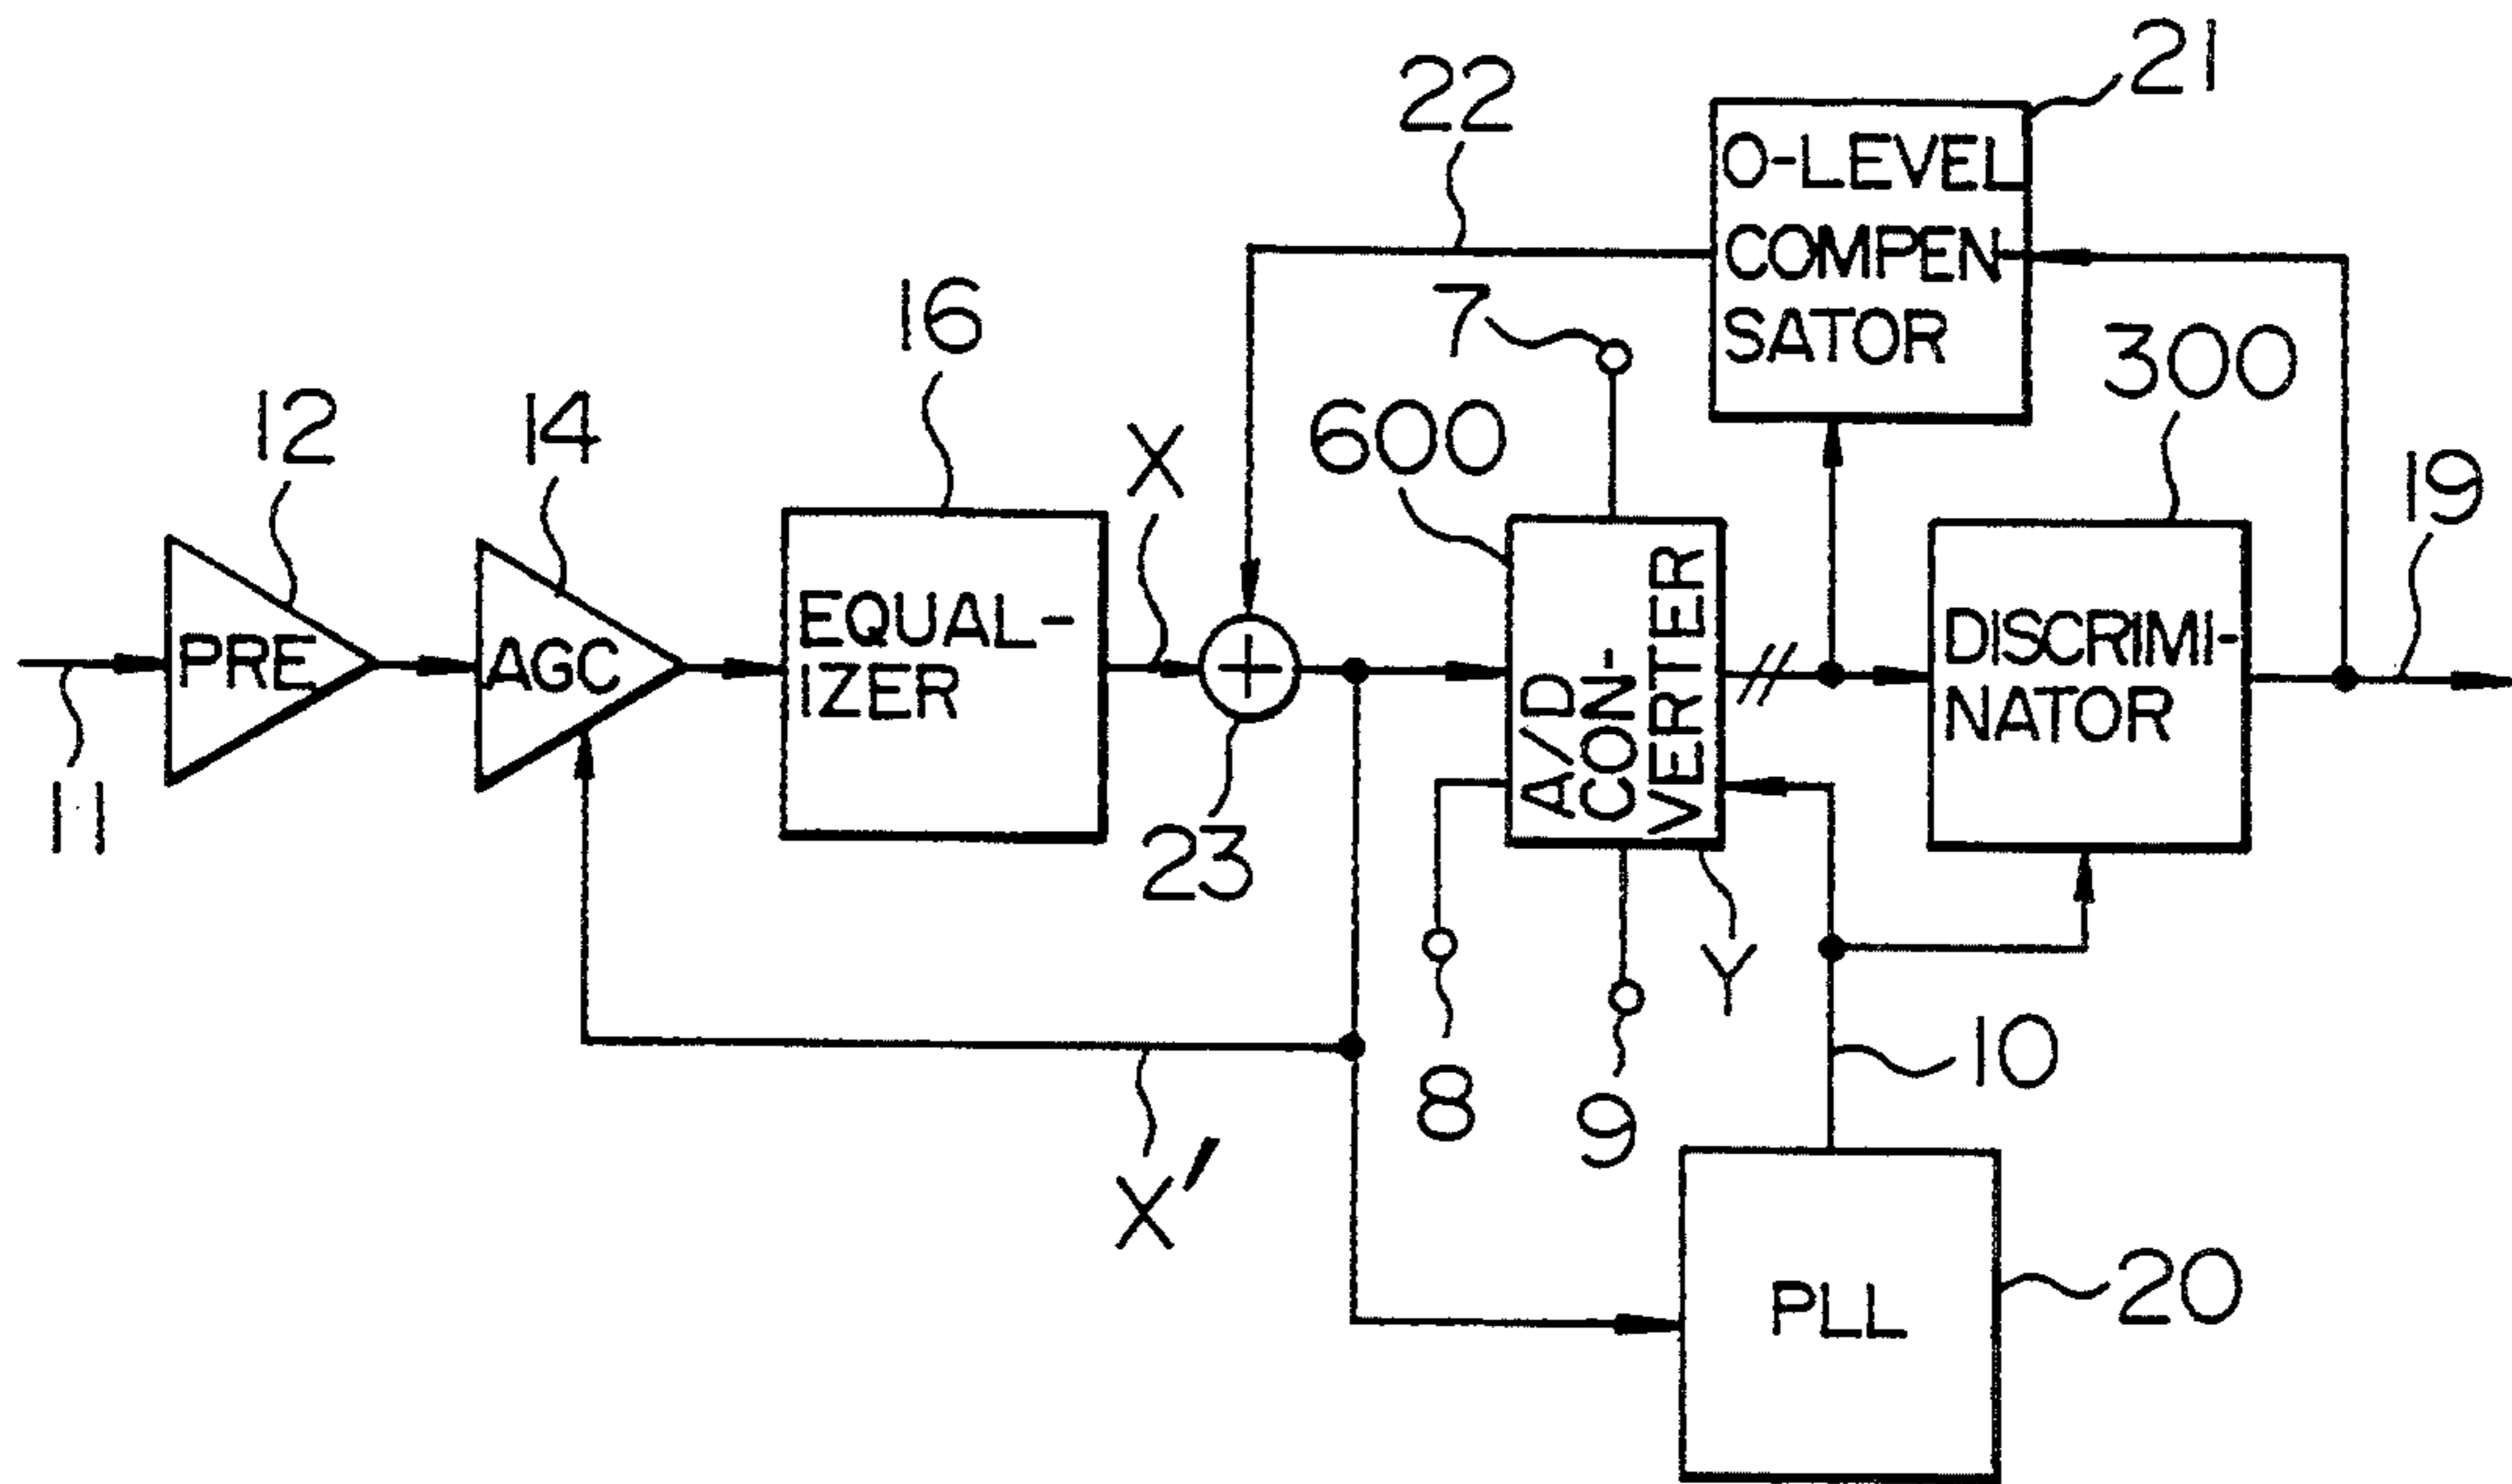 21
22
O-LEVEL
COMPEN
SATOR
16
7
300
12
14
600
X
19
PRE
AGC
EQUAL-
IZER
+
A/D
CON-
VERTER
DISCRIMI-
NATOR
11
23
Y
8
9
10
X'
PLL
20